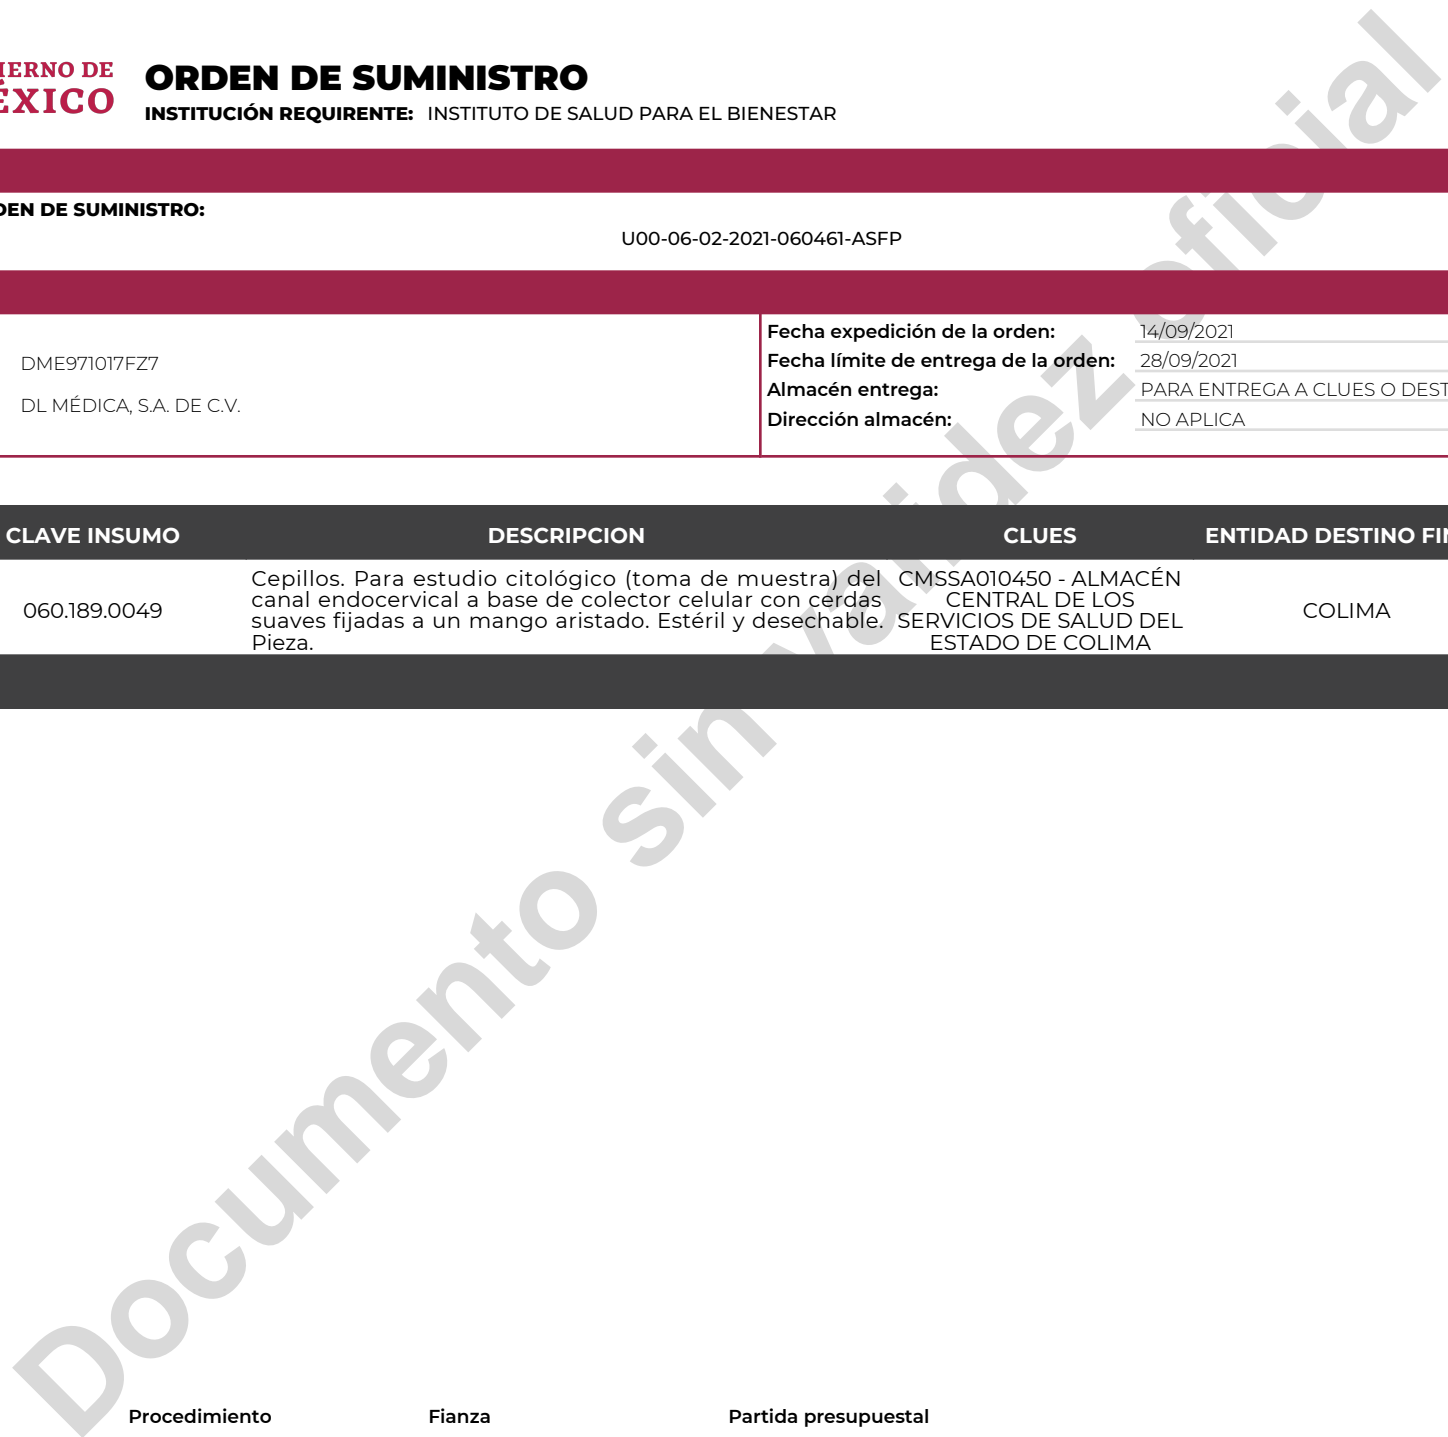 IERNO DE
ÉXICO
ORDEN DE SUMINISTRO
INSTITUCIÓN REQUIRENTE: INSTITUTO DE SALUD PARA EL BIENESTAR
DEN DE SUMINISTRO:
U00-06-02-2021-060461-ASFP
DME971017FZ7
DL MÉDICA, S.A. DE C.V.
Fecha expedición de la orden: 14/09/2021
Fecha límite de entrega de la orden: 28/09/2021
Almacén entrega: PARA ENTREGA A CLUES O DEST
Dirección almacén: NO APLICA
CLAVE INSUMO DESCRIPCION CLUES ENTIDAD DESTINO FIN
060.189.0049
Cepillos. Para estudio citológico (toma de muestra) del
canal endocervical a base de colector celular con cerdas
suaves fijadas a un mango aristado. Estéril y desechable.
Pieza.
CMSSA010450 - ALMACÉN
CENTRAL DE LOS
SERVICIOS DE SALUD DEL
ESTADO DE COLIMA
COLIMA
Documento sin validez oficial
Procedimiento Fianza Partida presupuestal